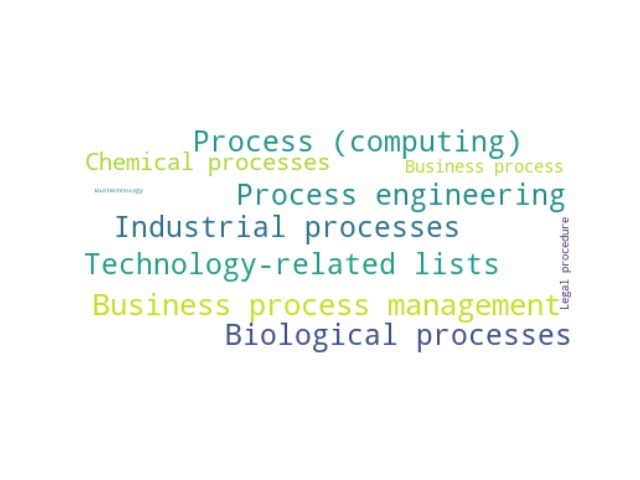 Process (computing)
Chemical processes
Business process
Biotechnology
Process engineering
Industrial processes
Legal procedure
Technology-related lists
Business process management
Biological processes